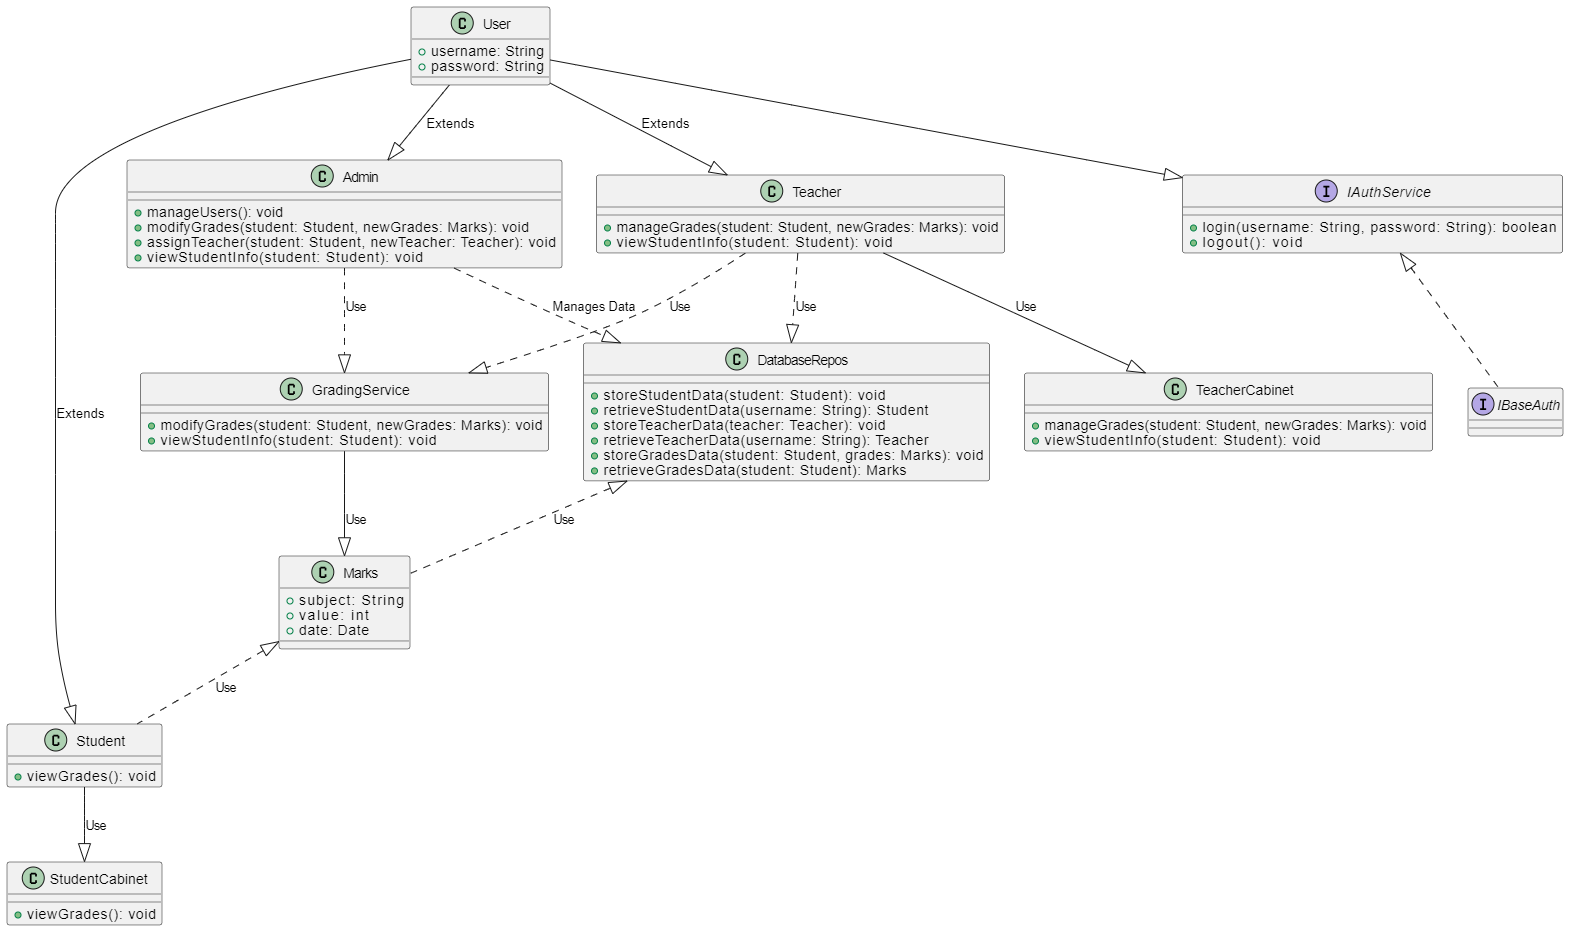 C User
username: String
password: String
Extends
Extends
C Admin
manageUsers(): void
modifyGrades(student: Student, newGrades: Marks): void
assignTeacher(student: Student, newTeacher: Teacher): void
viewStudentInfo(student: Student): void
C Teacher
manageGrades(student: Student, newGrades: Marks): void
viewStudentInfo(student: Student): void
I IAuthService
login(username: String, password: String): boolean
logout(): void
Use
Manages Data
Use
Use
Use
C GradingService
modifyGrades(student: Student, newGrades: Marks): void
viewStudentInfo(student: Student): void
C DatabaseRepos
storeStudentData(student: Student): void
retrieveStudentData(username: String): Student
storeTeacherData(teacher: Teacher): void
retrieveTeacherData(username: String): Teacher
storeGradesData(student: Student, grades: Marks): void
retrieveGradesData(student: Student): Marks
C TeacherCabinet
manageGrades(student: Student, newGrades: Marks): void
viewStudentInfo(student: Student): void
I IBaseAuth
Extends
Use
Use
C Marks
subject: String
value: int
date: Date
Use
C Student
viewGrades(): void
Use
C StudentCabinet
viewGrades(): void